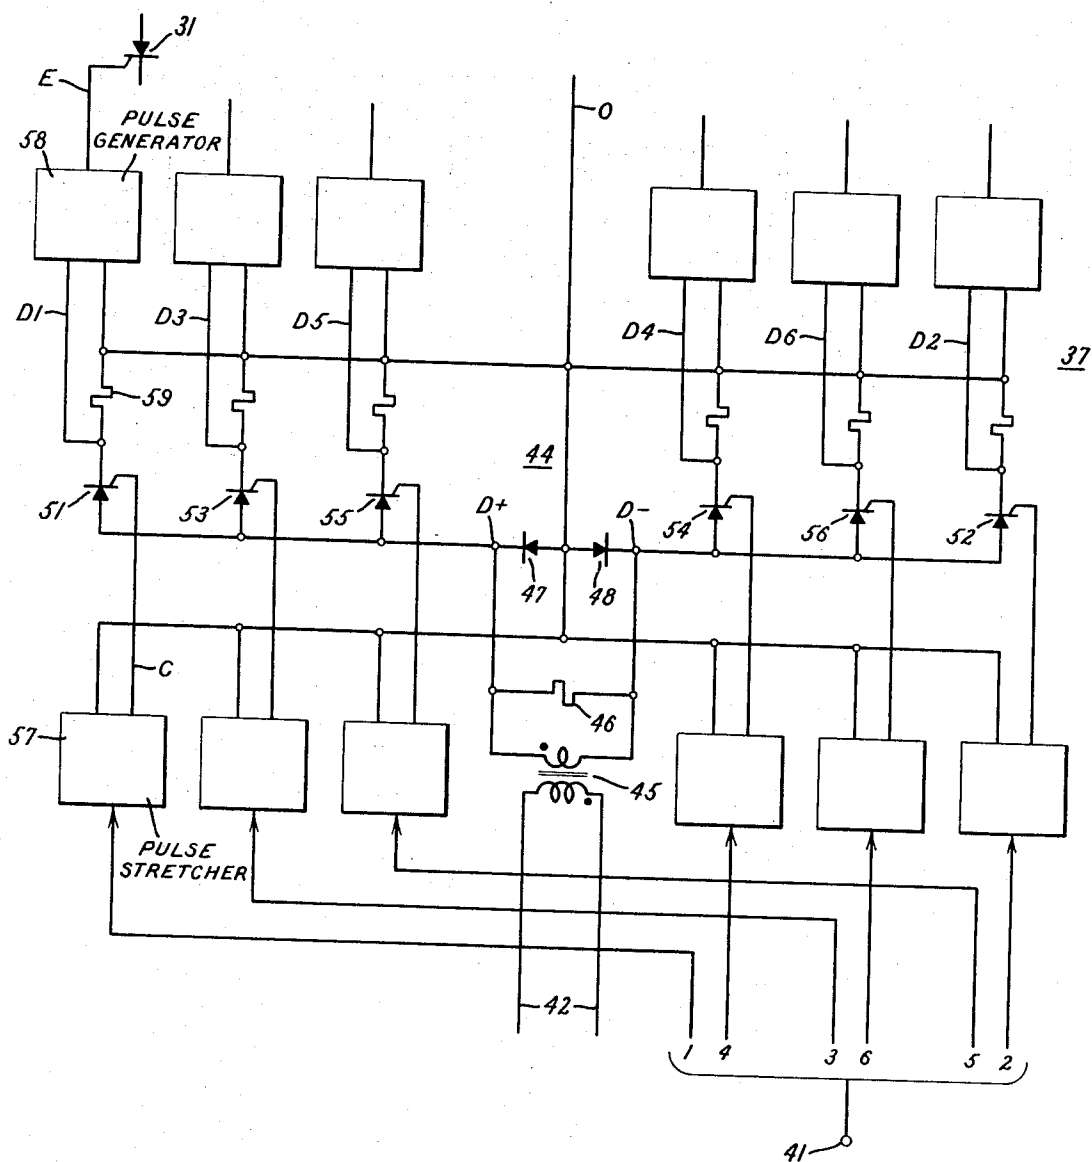 31
E
PULSE
GENERATOR
58
O
D1
D3
D5
D4
D6
D2
37
59
44
51
53
55
D+
D-
54
56
52
47
48
C
46
57
45
PULSE
STRETCHER
42
1 4 3 6 5 2
41